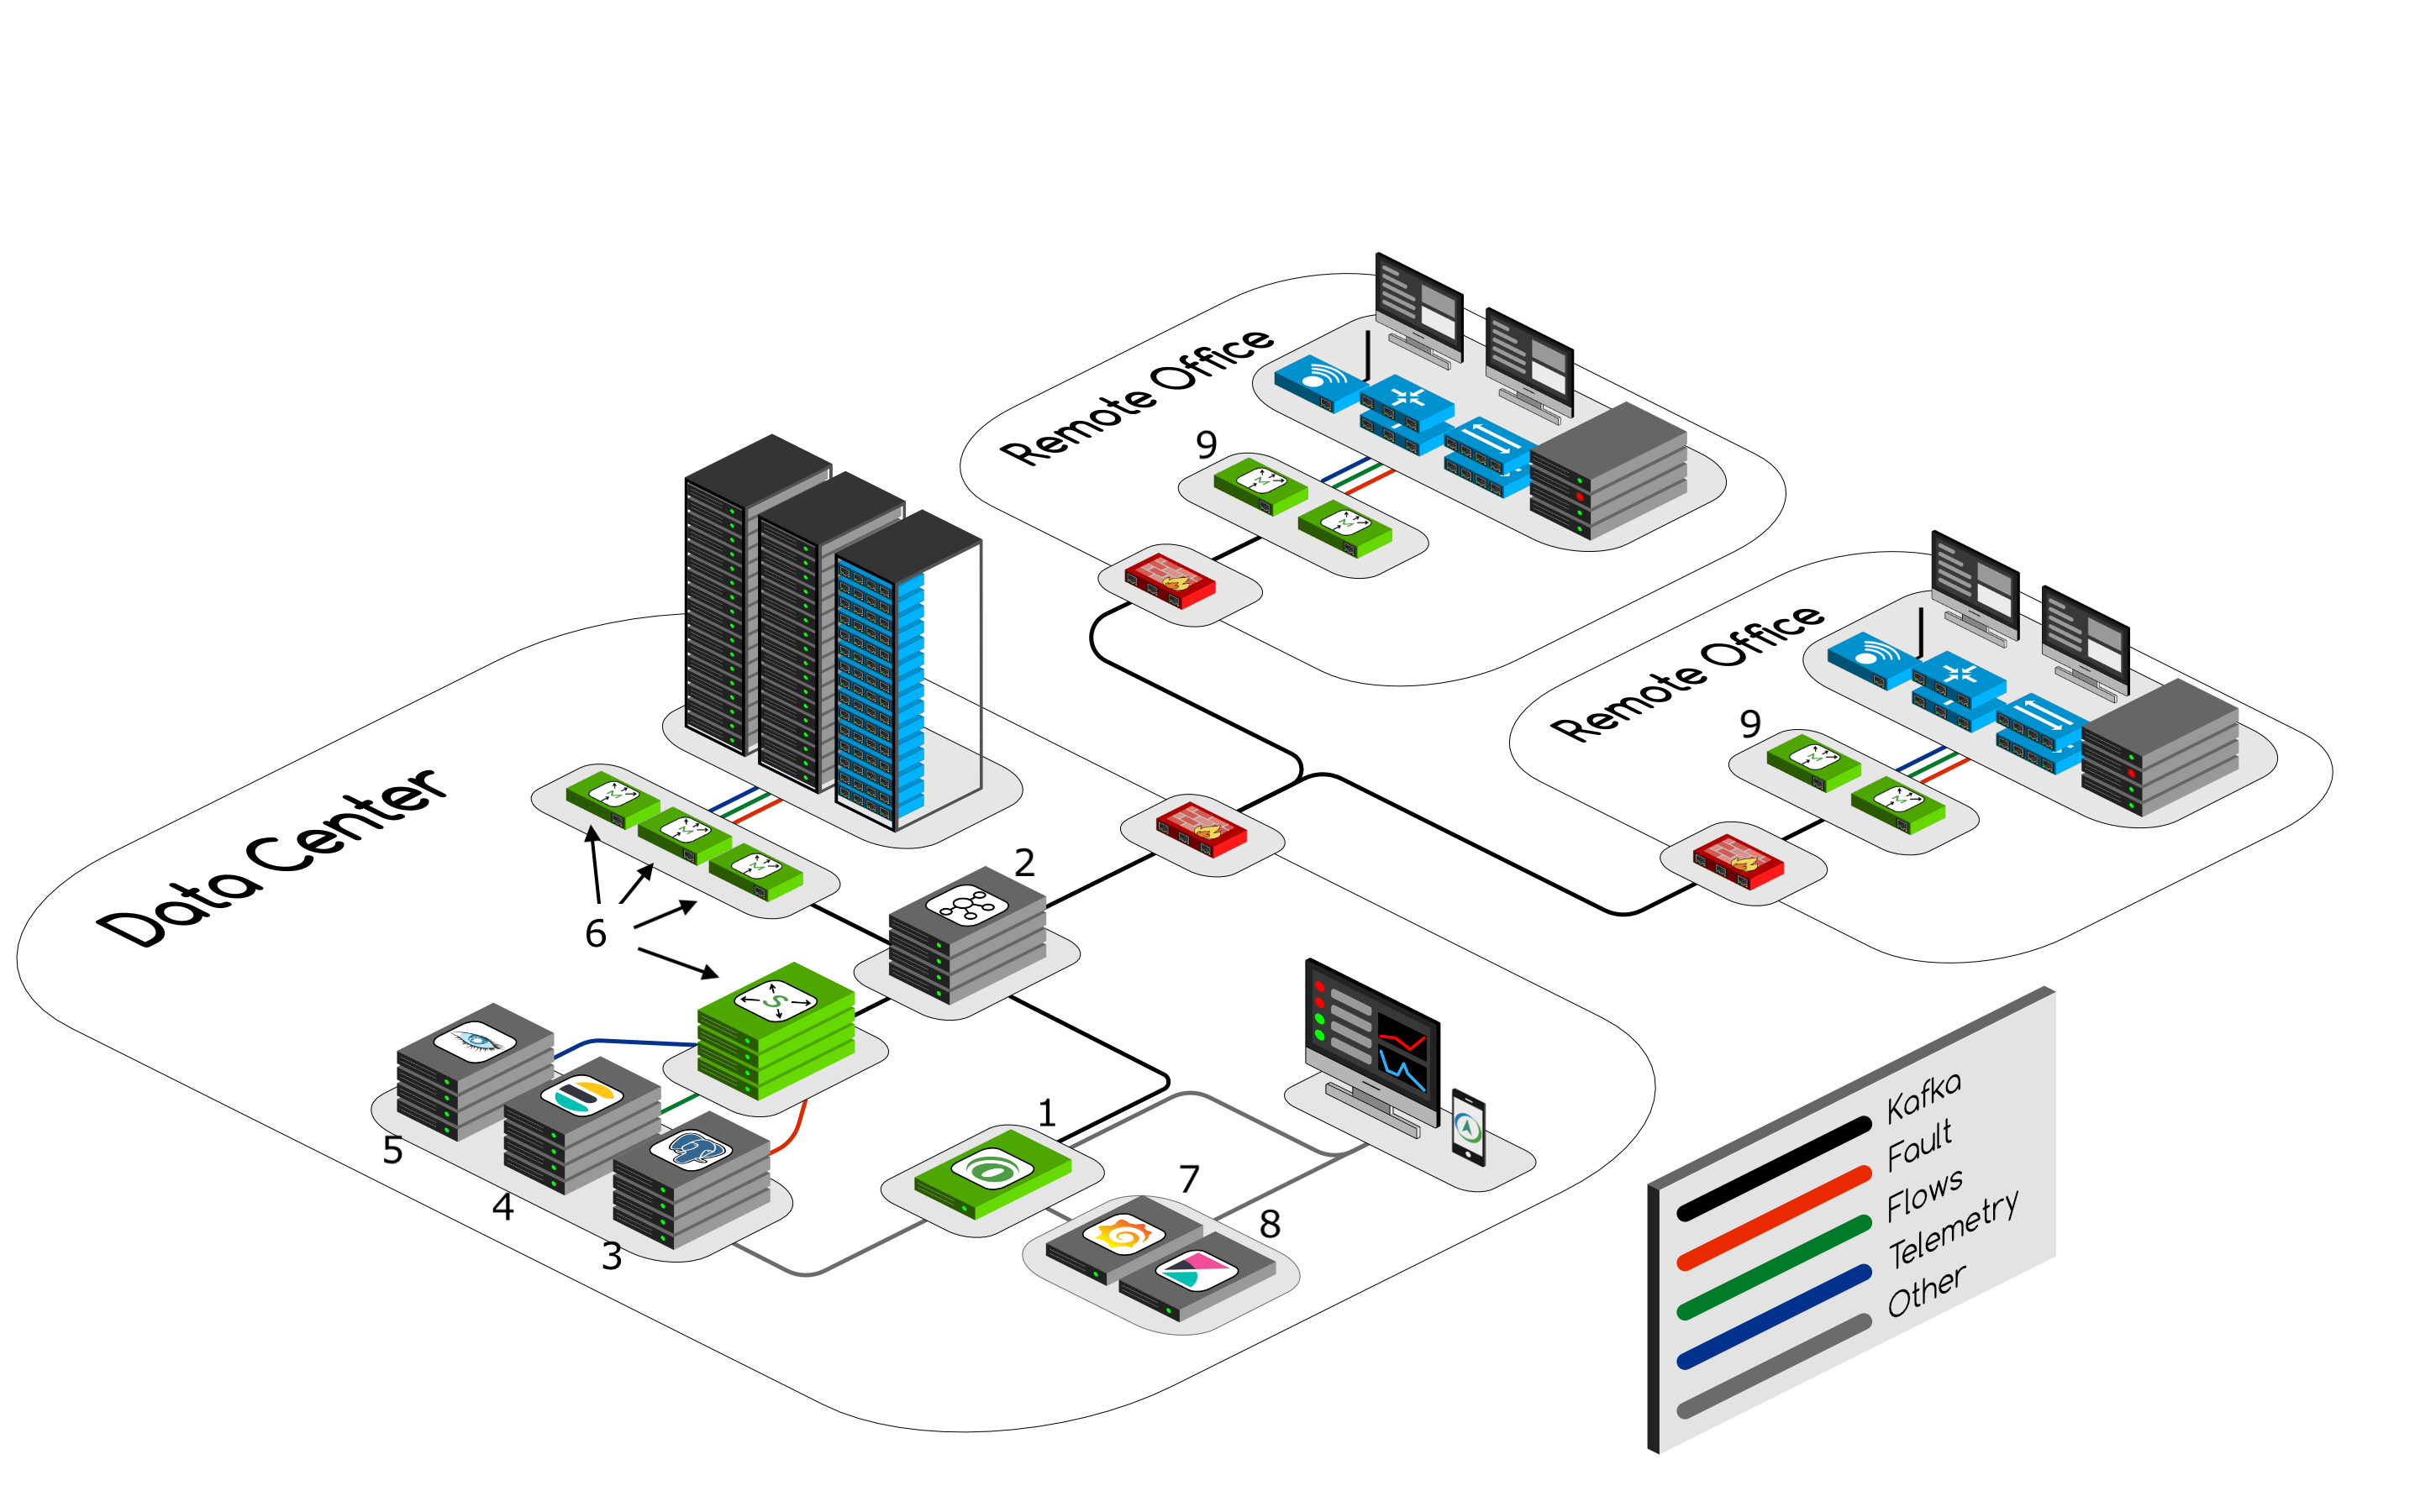 Remote Office
9
Remote Office
9
Data Center
2
6
1
5
4
3
7
8
Kafka
Fault
Flows
Telemetry
Other
M
M
M
M
M
M
M
S